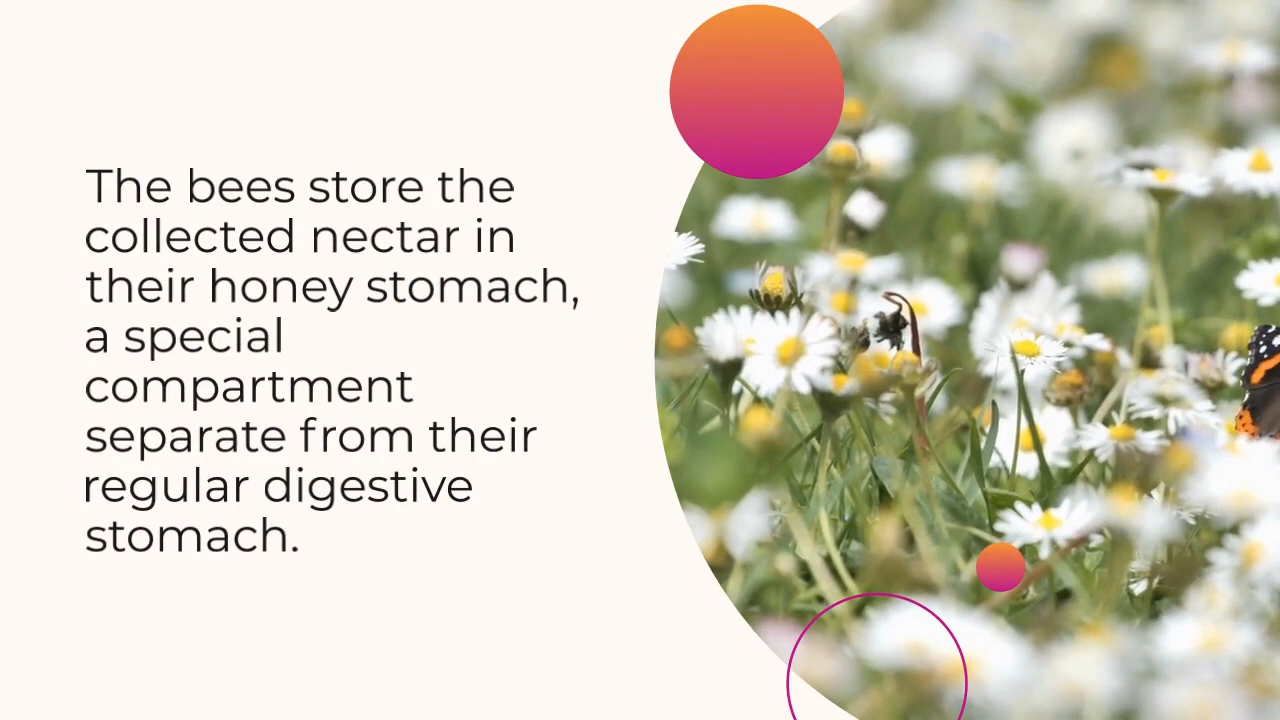 The bees store the
collected nectar in
their honey stomach,
a special
compartment
separate from their
regular digestive
stomach.